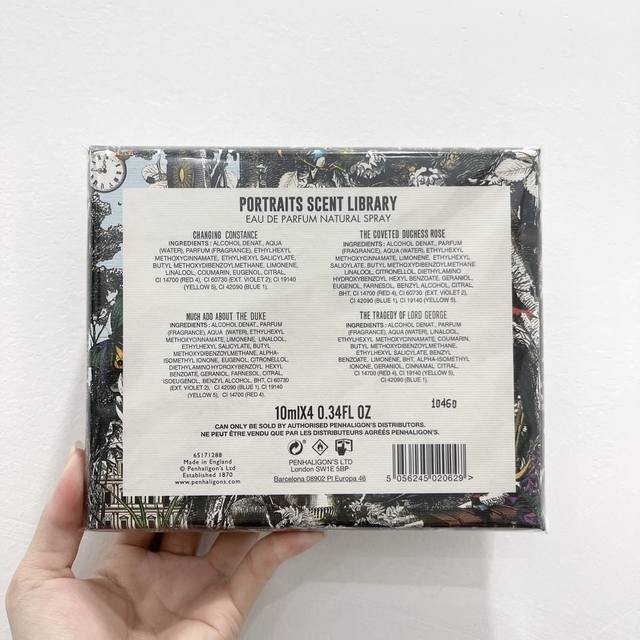 PORTRAITS SCENT LIBRARY
EAU DE PARFUM NATURAL SPRAY
CHANGING CONSTANCE
INGREDIENTS : ALCOHOL DENAT., AQUA
(WATER), PARFUM (FRAGRANCE), ETHYLHEXYL
METHOXYCINNAMATE, ETHYLHEXYL SALICYLATE,
BUTYL METHOXYDIBENZOYLMETHANE, LIMONENE,
LINALOOL, COUMARIN, EUGENOL, CITRAL,
CI 14700 (RED 4), CI 60730 (EXT. VIOLET 2), CI 19140
(YELLOW 5), CI 42090 (BLUE 1).
THE COVETED DUCHESS ROSE
INGREDIENTS : ALCOHOL DENAT., PARFUM
(FRAGRANCE), AQUA (WATER), ETHYLHEXYL
METHOXYCINNAMATE, LIMONENE, ETHYLHEXYL
SALICYLATE, BUTYL METHOXYDIBENZOYLMETHANE
LINALOOL, CITRONELLOL, DIETHYLAMINO
HYDROXYBENZOYL HEXYL BENZOATE, GERANIOL,
EUGENOL, FARNESOL, BENZYL ALCOHOL, CITRAL,
BHT, CI 14700 (RED 4), CI 60730 (EXT. VIOLET 2),
CI 42090 (BLUE 1), CI 19140 (YELLOW 5).
MUCH ADO ABOUT THE DUKE
INGREDIENTS : ALCOHOL DENAT., PARFUM
(FRAGRANCE), AQUA (WATER), ETHYLHEXYL
METHOXYCINNAMATE, LIMONENE, LINALOOL,
ETHYLHEXYL SALICYLATE, BUTYL
METHOXYDIBENZOYLMETHANE, ALPHA-
ISOMETHYL IONONE, EUGENOL, CITRONELLOL,
DIETHYLAMINO HYDROXYBENZOYL HEXYL
BENZOATE, GERANIOL, FARNESOL, CITRAL,
ISOEUGENOL, BENZYL ALCOHOL, BHT, CI 60730
(EXT. VIOLET 2), CI 42090 (BLUE 1), CI 19140
(YELLOW 5), CI 14700 (RED 4).
THE TRAGEDY OF LORD GEORGE
INGREDIENTS : ALCOHOL DENAT., PARFUM
(FRAGRANCE), AQUA (WATER), LINALOOL,
ETHYLHEXYL METHOXYCINNAMATE, COUMARIN,
BUTYL METHOXYDIBENZOYLMETHANE,
ETHYLHEXYL SALICYLATE, BENZYL
BENZOATE, LIMONENE, BHT, ALPHA-ISOMETHYL
IONONE, GERANIOL, CINNAMAL, CITRAL,
CI 14700 (RED 4), CI 19140 (YELLOW 5),
CI 42090 (BLUE 1).
10mlX4 0.34FL OZ
10460
CAN ONLY BE SOLD BY AUTHORISED PENHALIGON'S DISTRIBUTORS.
NE PEUT ÊTRE VENDU QUE PAR LES DISTRIBUTEURS AGRÉÉS PENHALIGON'S.
65171288
Made in England
© Penhaligon's Ltd
Established 1870
www.penhaligons.com
PENHALIGON'S LTD
London SW1E 5BP
Barcelona 08902 Pl Europa 46
5 056245 020629 >